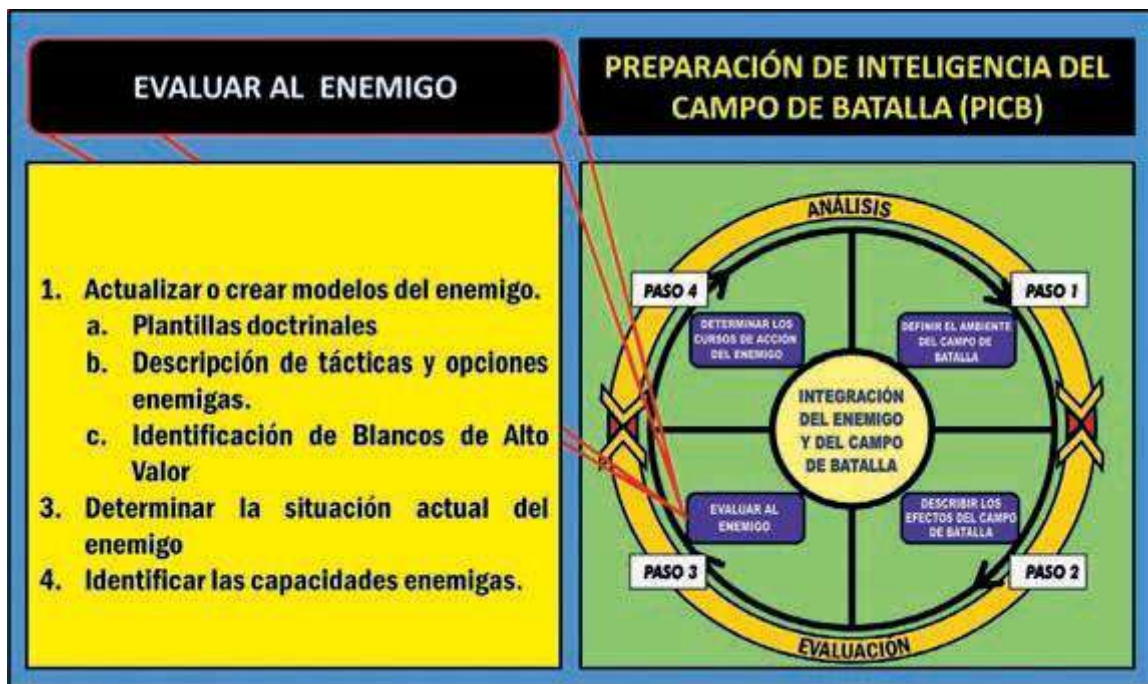 EVALUAR AL ENEMIGO
1. Actualizar o crear modelos del enemigo.
a. Plantillas doctrinales
b. Descripción de tácticas y opciones
enemigas.
c. Identificación de Blancos de Alto
Valor
3. Determinar la situación actual del
enemigo
4. Identificar las capacidades enemigas.
PREPARACIÓN DE INTELIGENCIA DEL
CAMPO DE BATALLA (PICB)
ANÁLISIS
PASO 4
PASO 1
DETERMINAR LOS
CURSOS DE ACCIÓN
DEL ENEMIGO
DEFINIR EL AMBIENTE
DEL CAMPO DE
BATALLA
INTEGRACIÓN
DEL ENEMIGO
Y DEL CAMPO
DE BATALLA
EVALUAR AL
ENEMIGO
DESCRIBIR LOS
EFECTOS DEL CAMPO
DE BATALLA
PASO 3
PASO 2
EVALUACIÓN